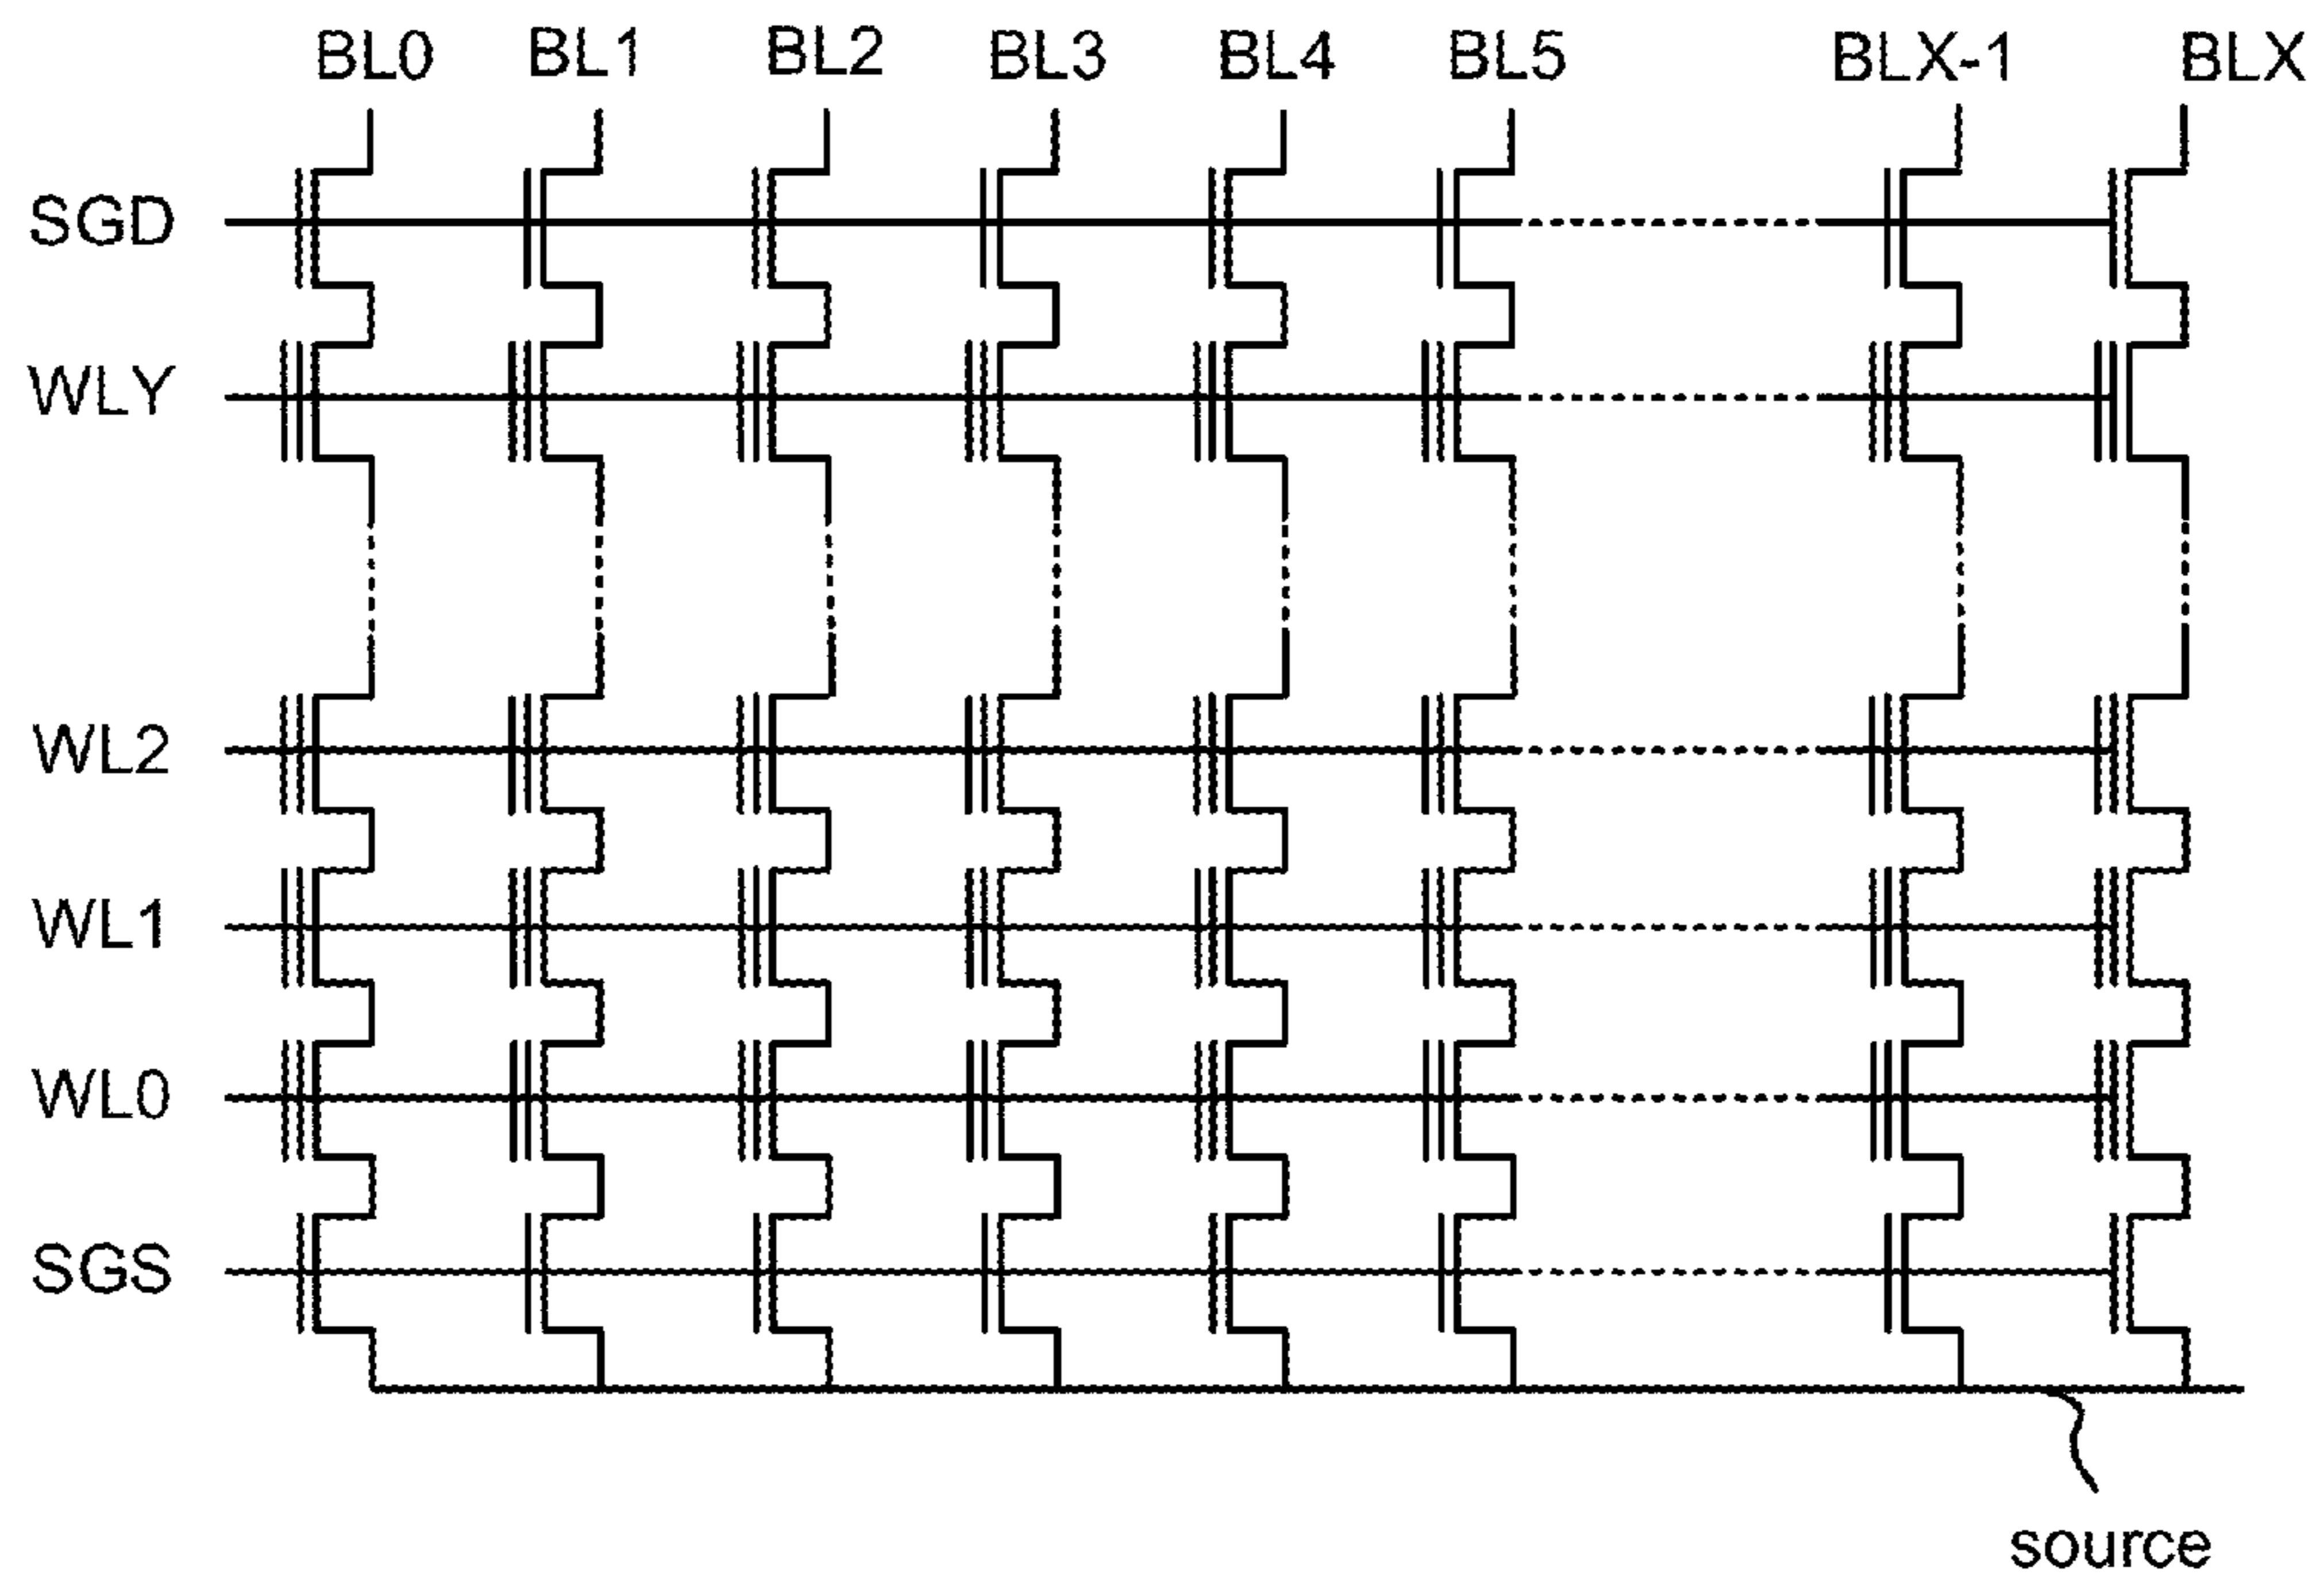 BL0 BL1 BL2 BL3 BL4 BL5 BLX-1 BLX
SGD
WLY
WL2
WL1
WL0
SGS
source